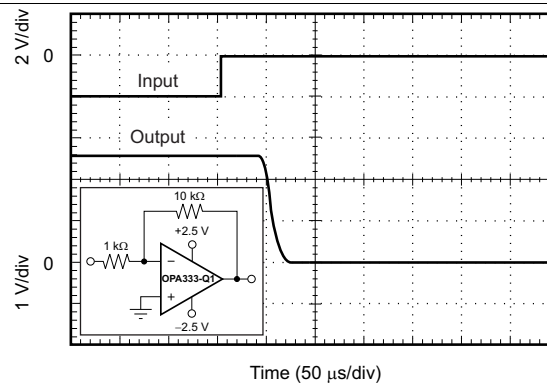 2 V/div
0
Input
Output
10 kΩ
+2.5 V
1 kΩ
−
OPA333-Q1
+
−2.5 V
0
1 V/div
Time (50 μs/div)